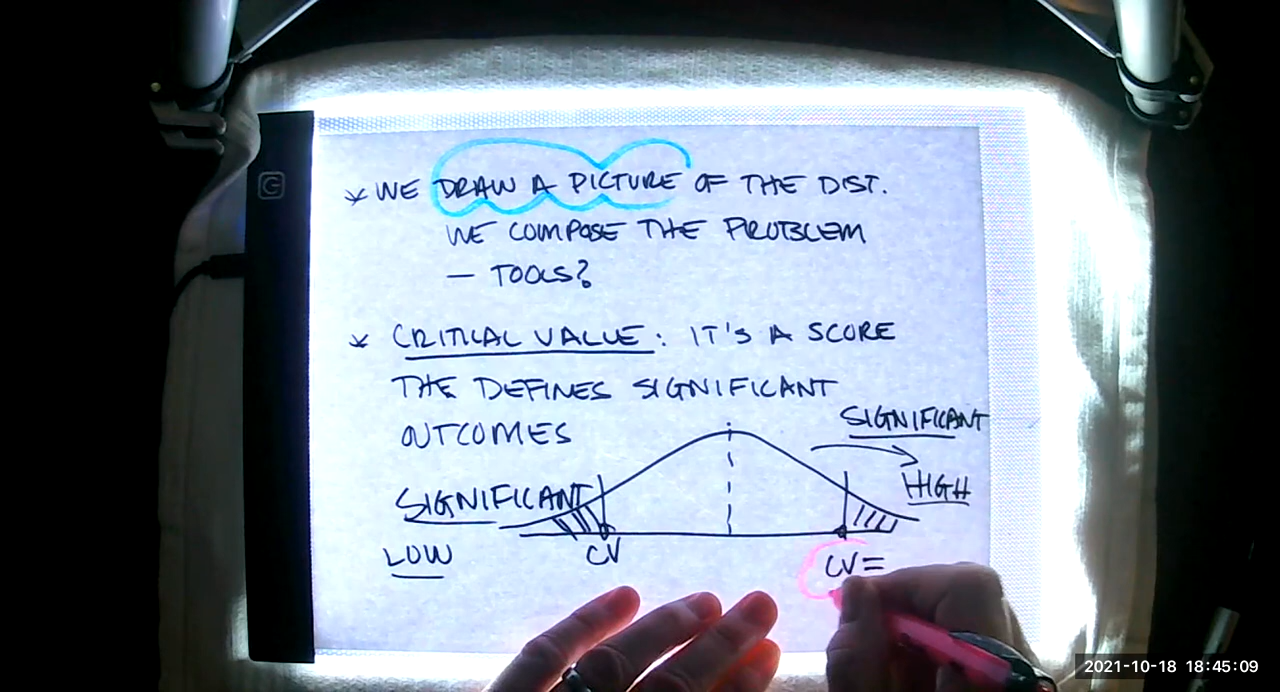 * WE DRAW A PICTURE OF THE DIST.
WE COMPOSE THE PROBLEM
— TOOLS?
* CRITICAL VALUE: IT'S A SCORE
THE DEFINES SIGNIFICANT
OUTCOMES
SIGNIFICANT
HIGH
SIGNIFICANT
LOW
CV
CV=
2021-10-18 18:45:09